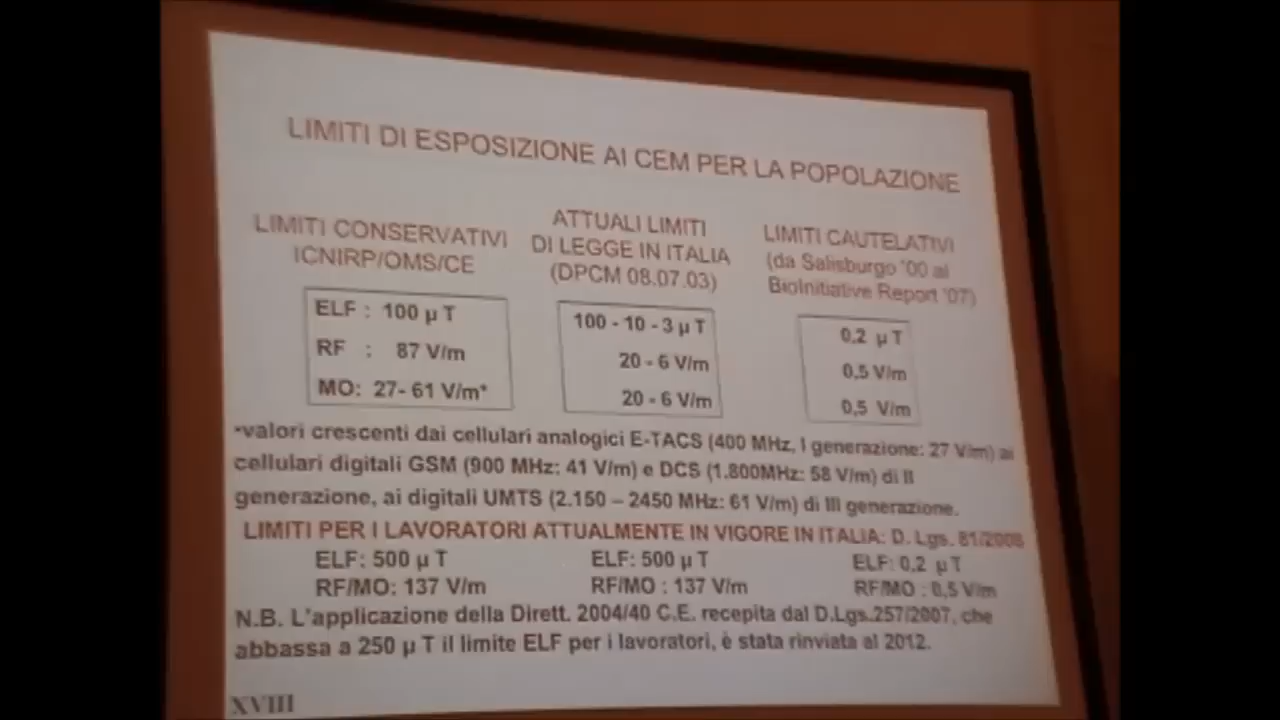 LIMITI DI ESPOSIZIONE AI CEM PER LA POPOLAZIONE
LIMITI CONSERVATIVI
ICNIRP/OMS/CE
ELF : 100 µ T
RF : 87 V/m
MO: 27- 61 V/m*
ATTUALI LIMITI
DI LEGGE IN ITALIA
(DPCM 08.07.03)
100 - 10 - 3 µ T
20 - 6 V/m
20 - 6 V/m
LIMITI CAUTELATIVI
(da Salisburgo '00 al
BioInitiative Report '07)
0,2 µ T
0,5 V/m
0,5 V/m
*valori crescenti dai cellulari analogici E-TACS (400 MHz, I generazione: 27 V/m) ai
cellulari digitali GSM (900 MHz: 41 V/m) e DCS (1.800MHz: 58 V/m) di II
generazione, ai digitali UMTS (2.150 – 2450 MHz: 61 V/m) di III generazione.
LIMITI PER I LAVORATORI ATTUALMENTE IN VIGORE IN ITALIA: D. Lgs. 81/2008
ELF: 500 µ T ELF: 500 µ T ELF: 0,2 µ T
RF/MO: 137 V/m RF/MO : 137 V/m RF/MO : 0,5 V/m
N.B. L'applicazione della Dirett. 2004/40 C.E. recepita dal D.Lgs.257/2007, che
abbassa a 250 µ T il limite ELF per i lavoratori, è stata rinviata al 2012.
XVIII